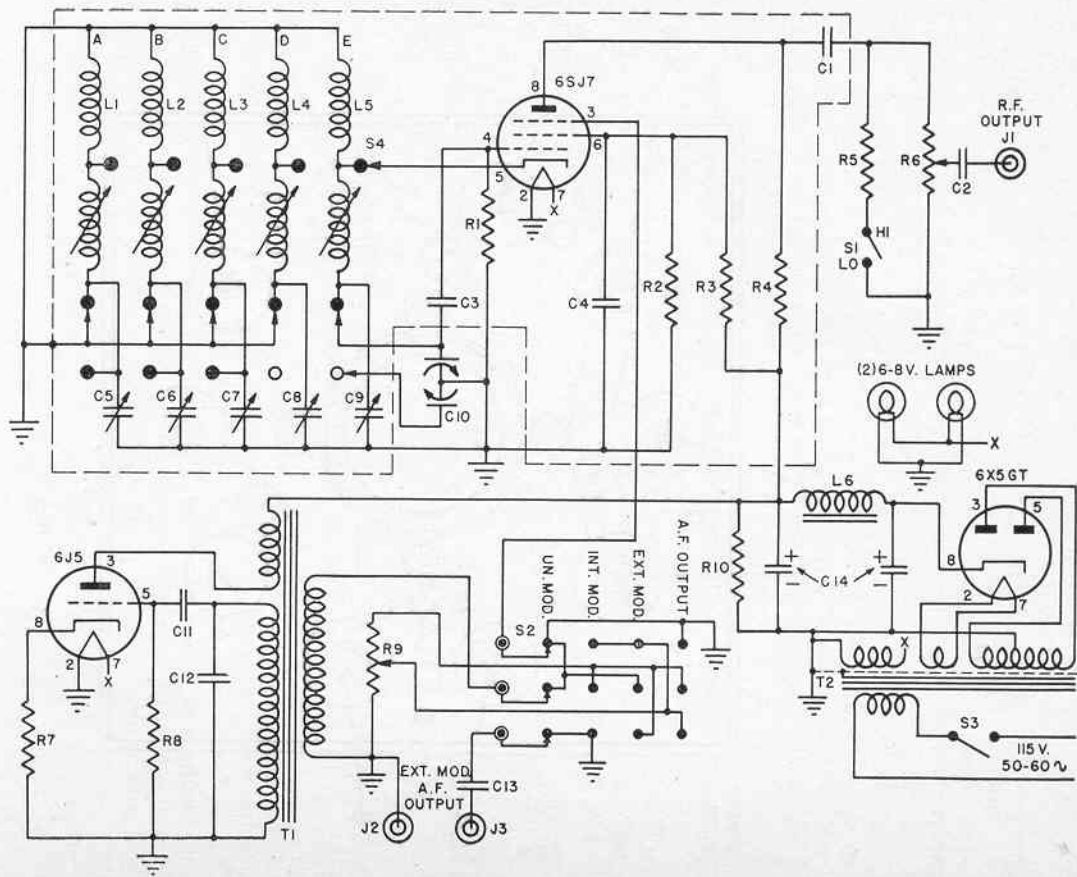 A B C D E
L1 L2 L3 L4 L5
S4
6SJ7
8
3
4
6
5
2
7
X
R1
C3
C4
R2
R3
R4
C1
R5
R6
C2
R.F.
OUTPUT
J1
HI
S1
LO
C5 C6 C7 C8 C9
C10
(2) 6-8 V. LAMPS
X
6J5
3
5
8
2
7
X
C11
C12
R7
R8
T1
R9
S2
UN. MOD.
INT. MOD.
EXT. MOD.
A.F. OUTPUT
EXT. MOD.
A.F.
OUTPUT
J2
C13
J3
R10
L6
+
C14
+
−
−
6X5GT
3
5
8
2
7
X
T2
S3
115 V.
50-60 ∿